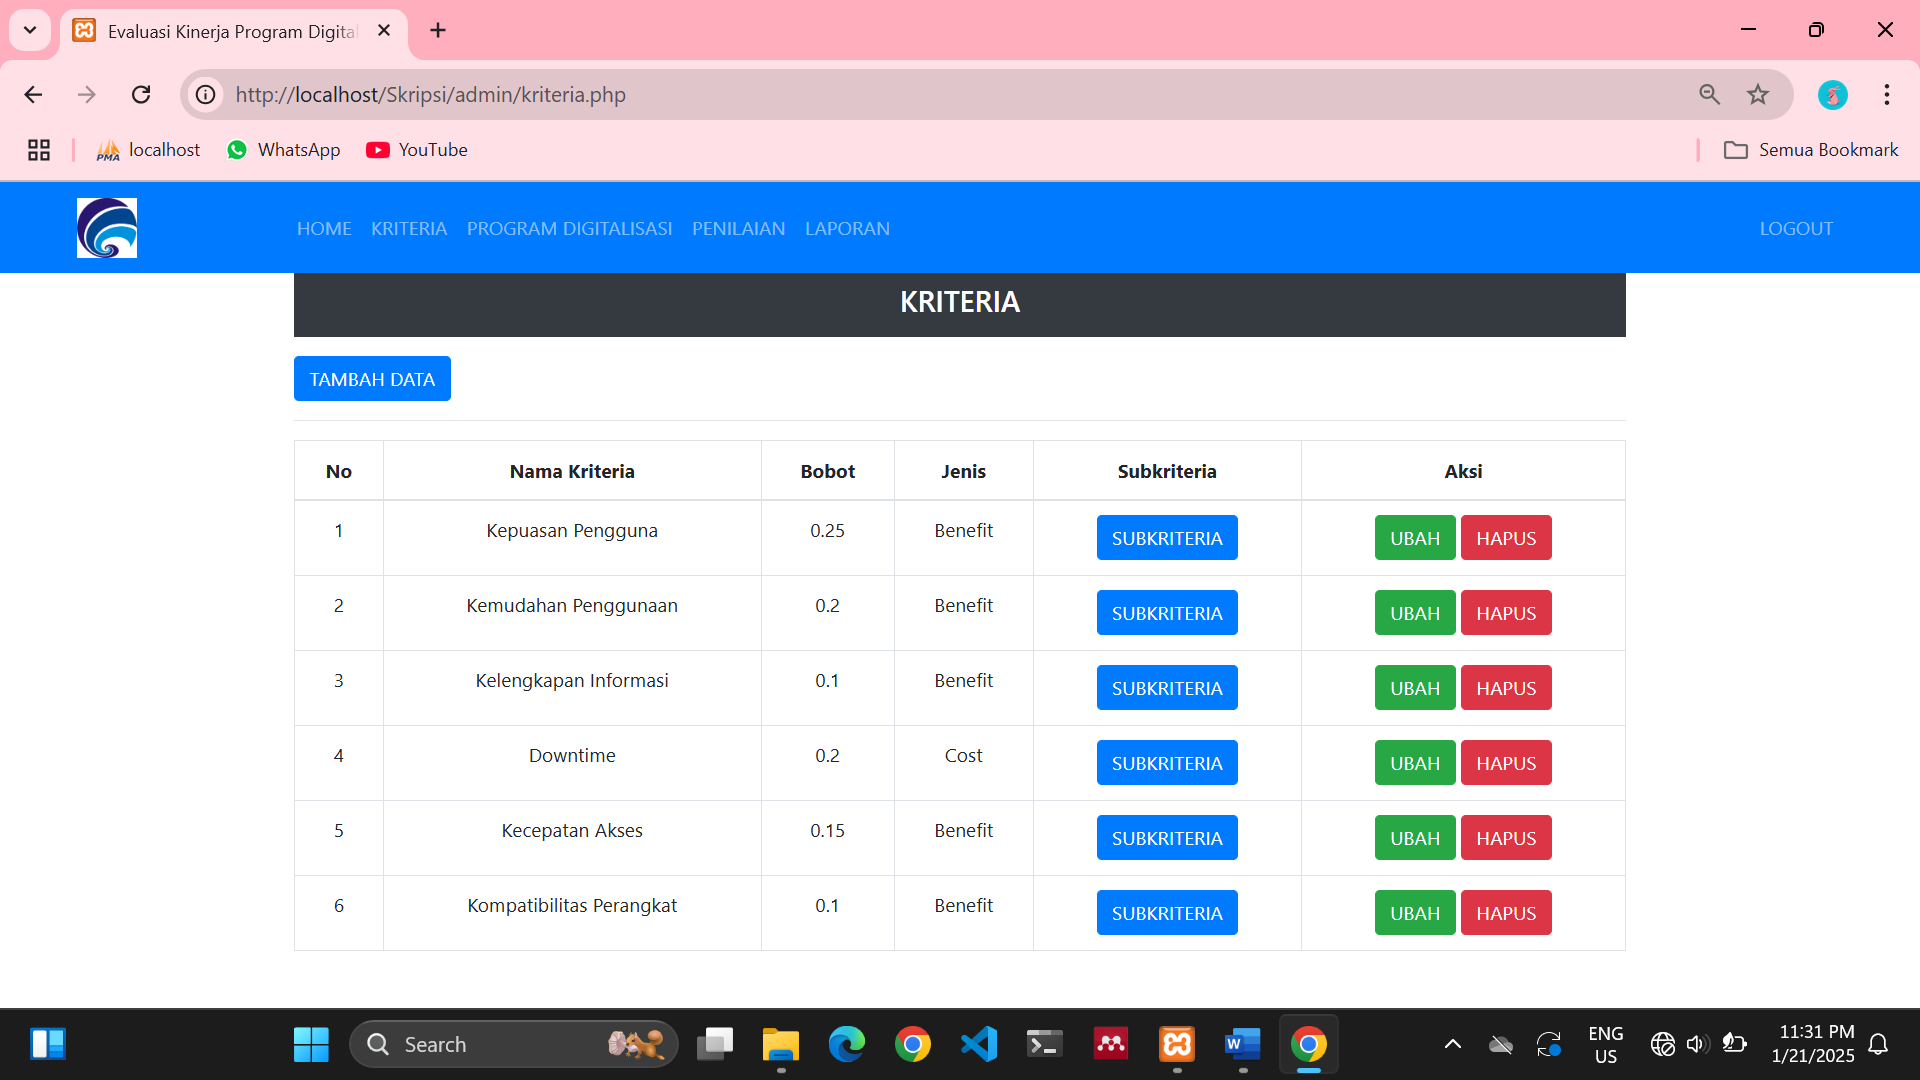 Evaluasi Kinerja Program Digital
http://localhost/Skripsi/admin/kriteria.php
PMA localhost WhatsApp YouTube Semua Bookmark
HOME KRITERIA PROGRAM DIGITALISASI PENILAIAN LAPORAN LOGOUT
KRITERIA
TAMBAH DATA
No Nama Kriteria Bobot Jenis Subkriteria Aksi
1 Kepuasan Pengguna 0.25 Benefit SUBKRITERIA UBAH HAPUS
2 Kemudahan Penggunaan 0.2 Benefit SUBKRITERIA UBAH HAPUS
3 Kelengkapan Informasi 0.1 Benefit SUBKRITERIA UBAH HAPUS
4 Downtime 0.2 Cost SUBKRITERIA UBAH HAPUS
5 Kecepatan Akses 0.15 Benefit SUBKRITERIA UBAH HAPUS
6 Kompatibilitas Perangkat 0.1 Benefit SUBKRITERIA UBAH HAPUS
Search ENG 11:31 PM
US 1/21/2025